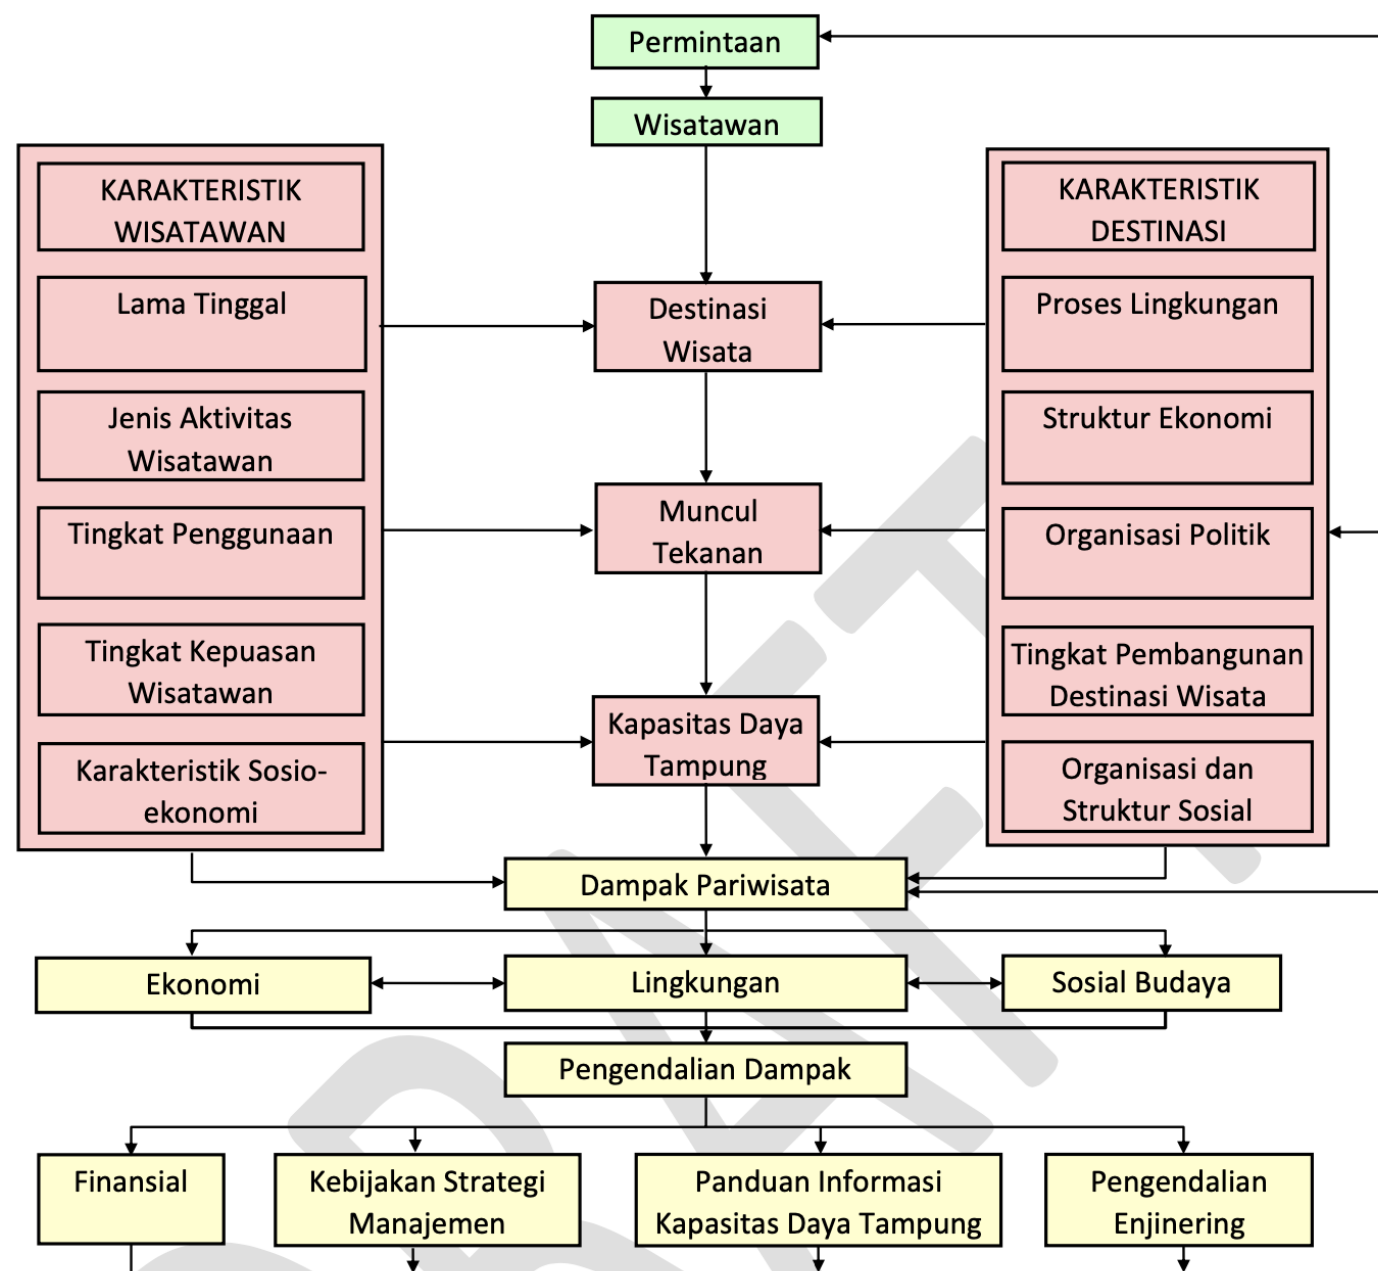 Permintaan
Wisatawan
KARAKTERISTIK
WISATAWAN
Lama Tinggal
Jenis Aktivitas
Wisatawan
Tingkat Penggunaan
Tingkat Kepuasan
Wisatawan
Karakteristik Sosio-
ekonomi
Destinasi
Wisata
Muncul
Tekanan
Kapasitas Daya
Tampung
KARAKTERISTIK
DESTINASI
Proses Lingkungan
Struktur Ekonomi
Organisasi Politik
Tingkat Pembangunan
Destinasi Wisata
Organisasi dan
Struktur Sosial
Dampak Pariwisata
Ekonomi
Lingkungan
Sosial Budaya
Pengendalian Dampak
Finansial
Kebijakan Strategi
Manajemen
Panduan Informasi
Kapasitas Daya Tampung
Pengendalian
Enjinering
DRAFT